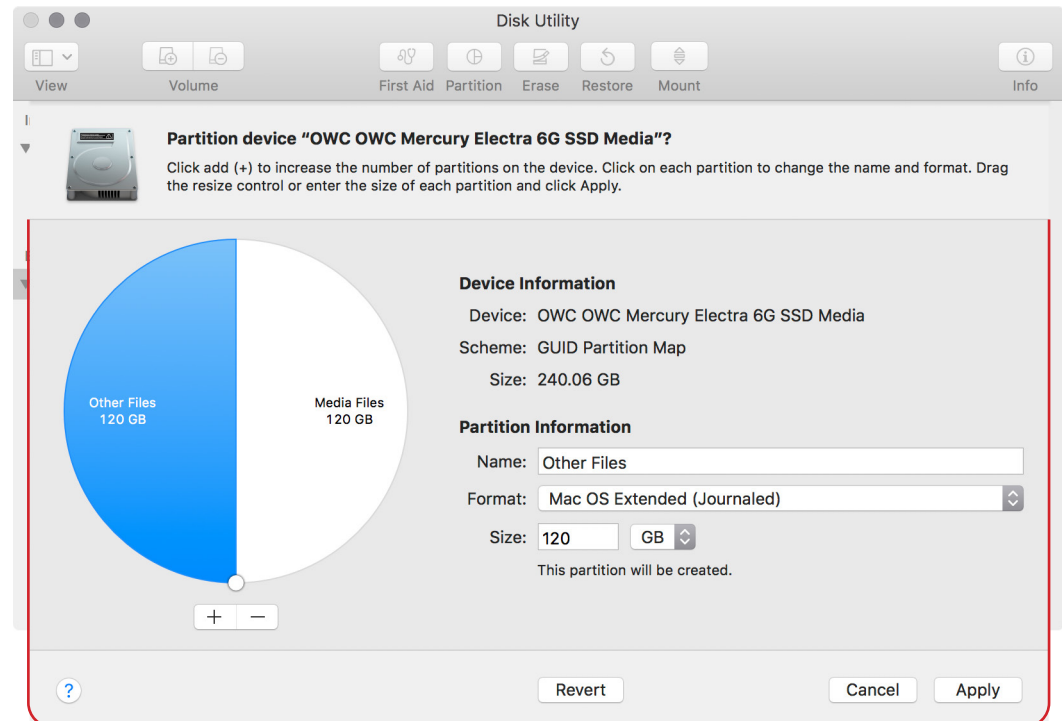 Disk Utility
View
Volume
First Aid
Partition
Erase
Restore
Mount
Info
Partition device “OWC OWC Mercury Electra 6G SSD Media”?
Click add (+) to increase the number of partitions on the device. Click on each partition to change the name and format. Drag
the resize control or enter the size of each partition and click Apply.
Other Files
120 GB
Media Files
120 GB
Device Information
Device: OWC OWC Mercury Electra 6G SSD Media
Scheme: GUID Partition Map
Size: 240.06 GB
Partition Information
Name: Other Files
Format: Mac OS Extended (Journaled)
Size: 120 GB
This partition will be created.
+ −
? Revert Cancel Apply